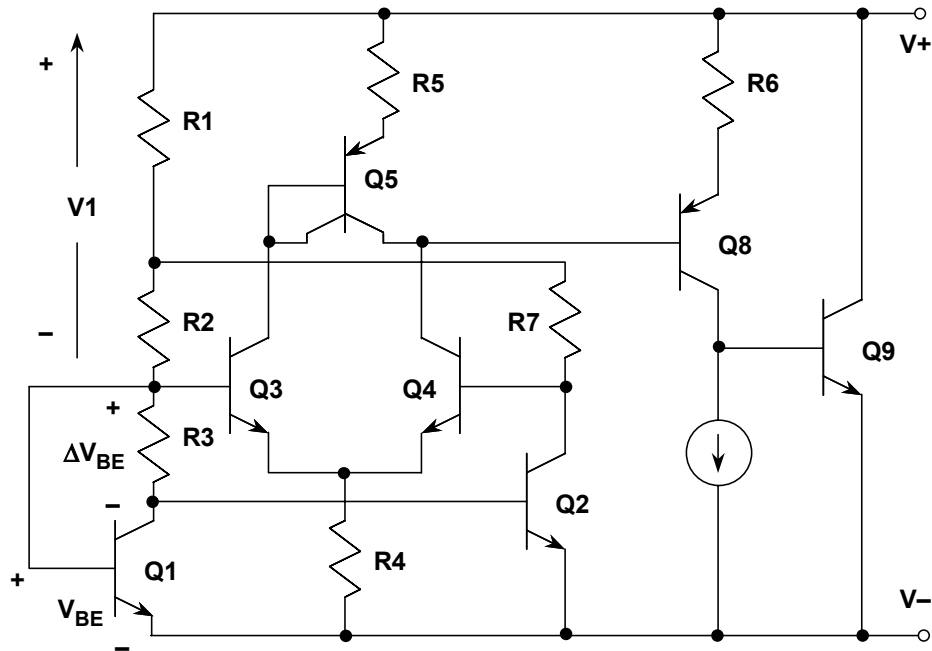 V+
+
R5
R6
R1
Q5
V1
Q8
R2
R7
–
Q9
Q3
Q4
+
R3
ΔVBE
–
Q2
Q1
R4
+
VBE
V–
–